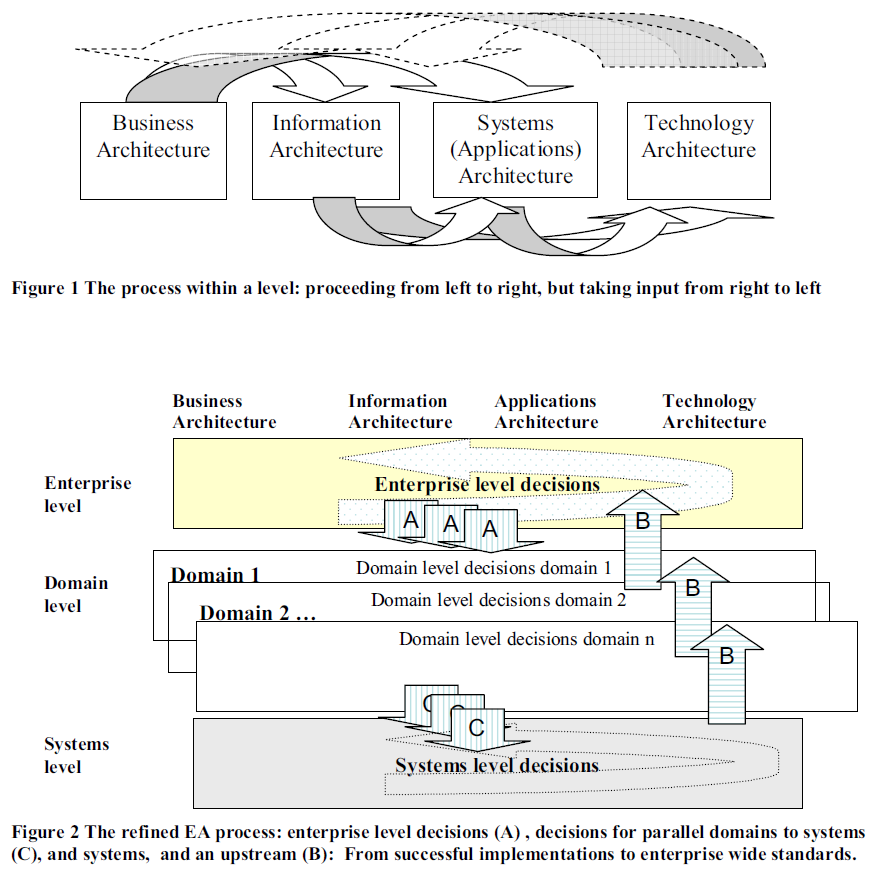 Business
Architecture
Information
Architecture
Systems
(Applications)
Architecture
Technology
Architecture
Figure 1 The process within a level: proceeding from left to right, but taking input from right to left
Business
Architecture
Information
Architecture
Applications
Architecture
Technology
Architecture
Enterprise
level
Enterprise level decisions
A
A
A
B
Domain
level
Domain 1
Domain level decisions domain 1
Domain 2 …
Domain level decisions domain 2
B
Domain level decisions domain n
B
C
Systems
level
Systems level decisions
Figure 2 The refined EA process: enterprise level decisions (A) , decisions for parallel domains to systems
(C), and systems,  and an upstream (B):  From successful implementations to enterprise wide standards.